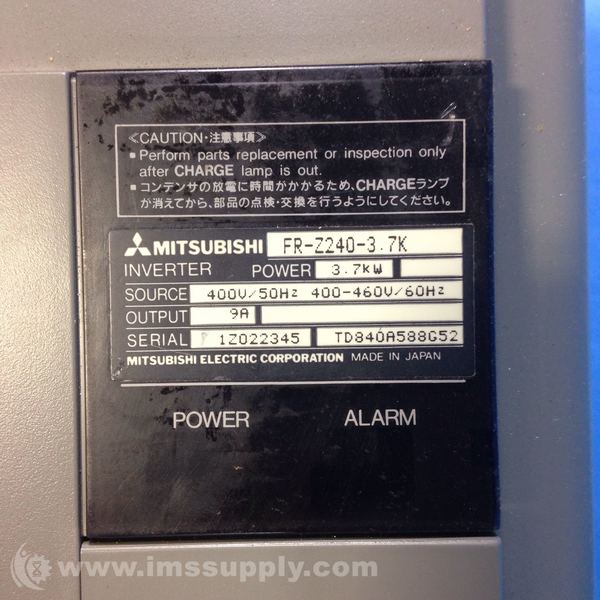 ≪CAUTION・注意事項≫
▪ Perform parts replacement or inspection only
after CHARGE lamp is out.
▪ コンデンサの放電に時間がかかるため、CHARGEランプ
が消えてから、部品の点検・交換を行うようにしてください。
MITSUBISHI FR-Z240-3.7K
INVERTER POWER 3.7kW
SOURCE 400V/50Hz 400-460V/60Hz
OUTPUT 9A
SERIAL 1Z022345 TD840A588G52
MITSUBISHI ELECTRIC CORPORATION MADE IN JAPAN
POWER ALARM
www.imssupply.com